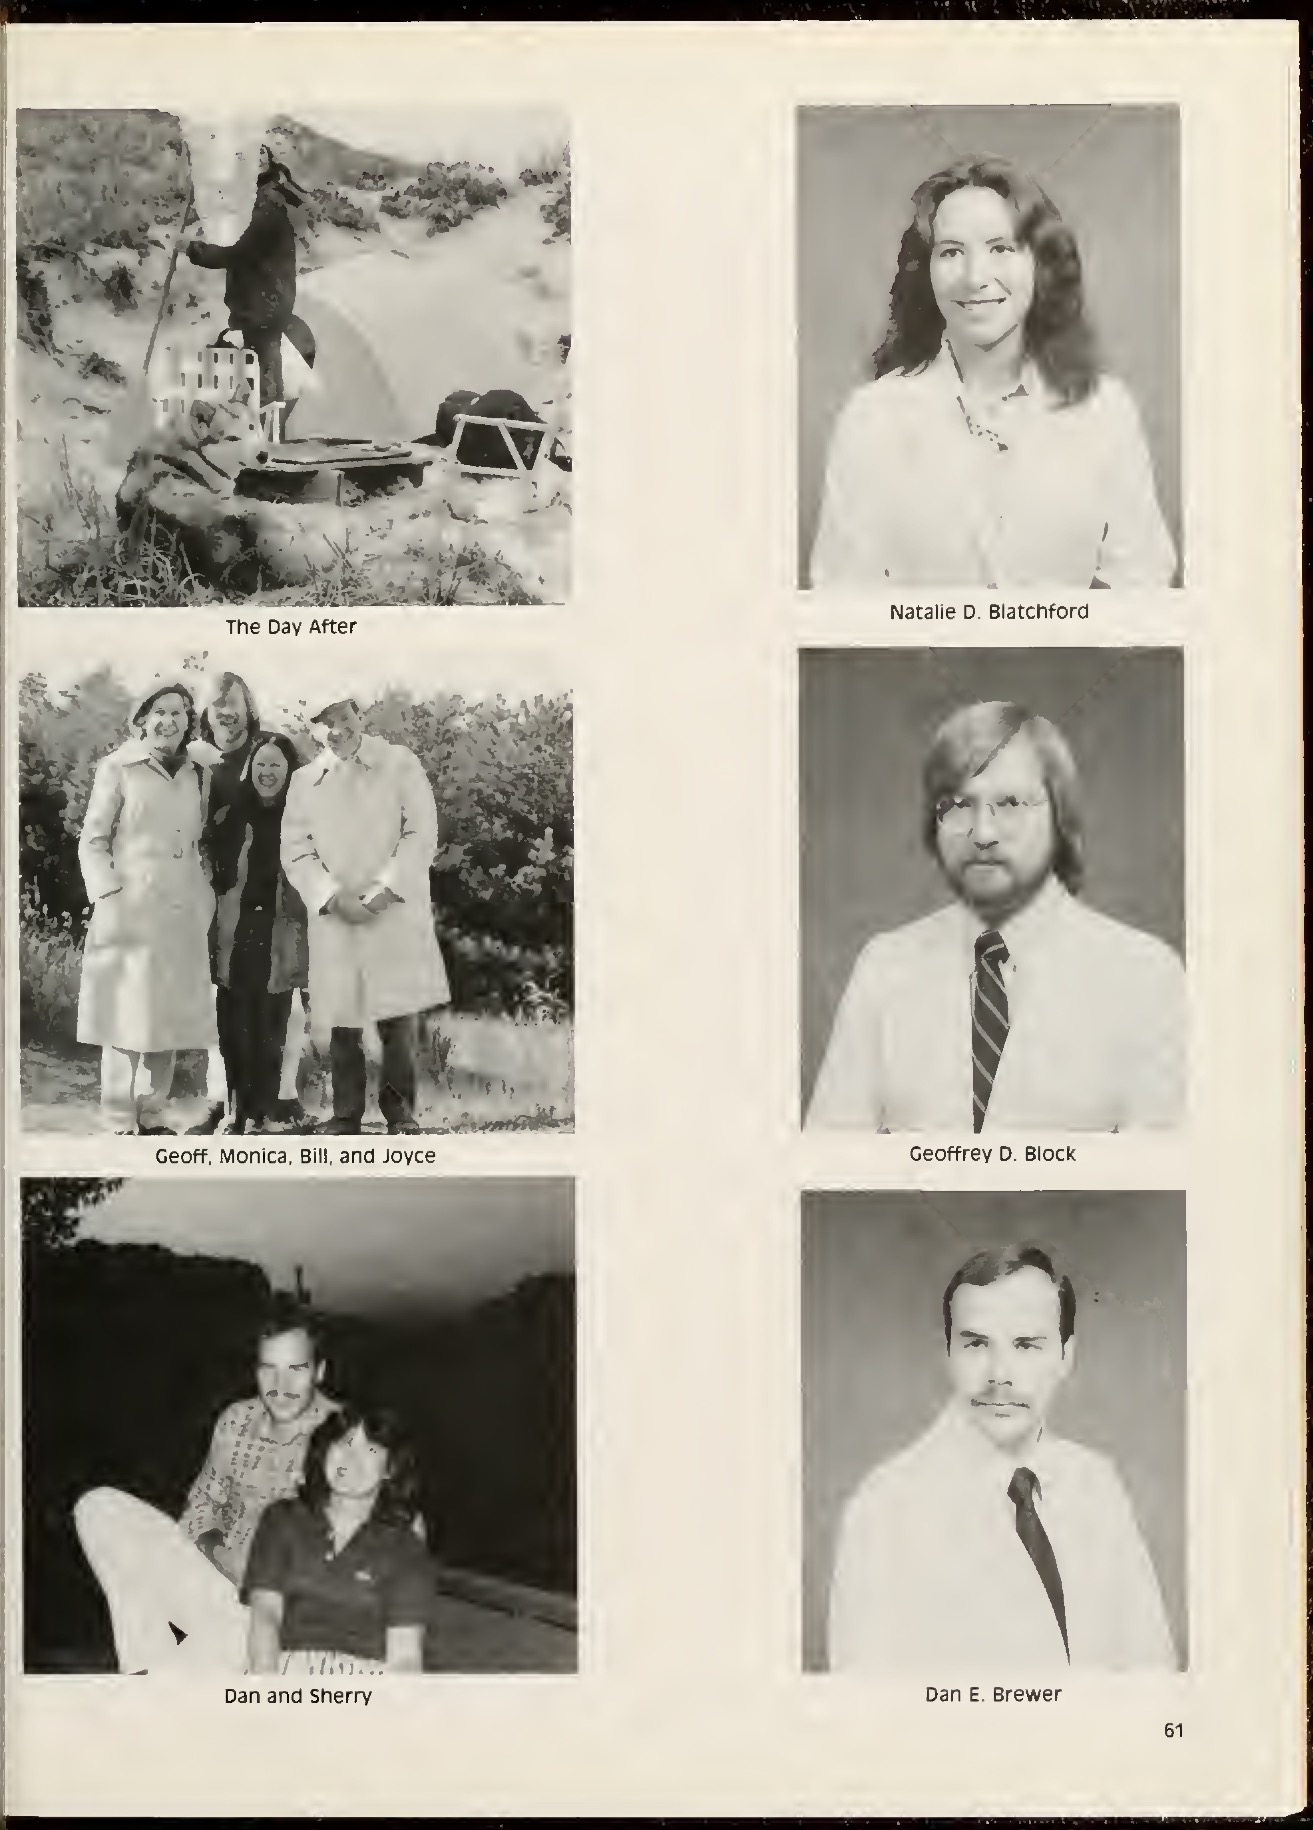 The Day After
Natalie D. Blatchford
Geoff, Monica, Bill, and Joyce
Geoffrey D. Block
Dan and Sherry
Dan E. Brewer
61